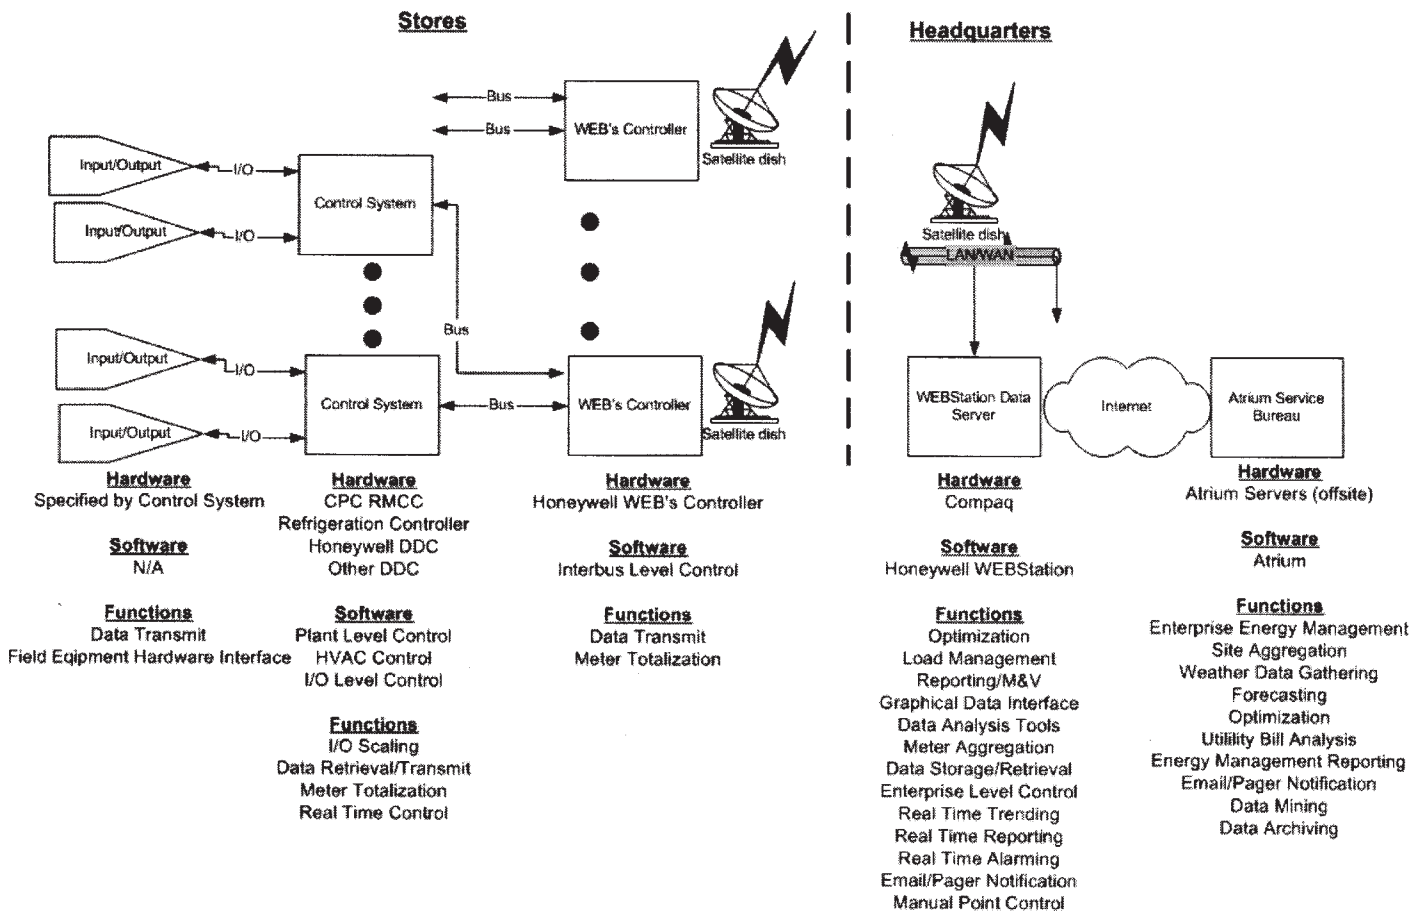 Stores
Headquarters
Bus
Bus
WEB's Controller
Satellite dish
Input/Output
I/O
Control System
Input/Output
I/O
Satellite dish
LAN/WAN
Bus
Input/Output
I/O
Control System
Bus
WEB's Controller
Satellite dish
Input/Output
I/O
WEBStation Data
Server
Internet
Atrium Service
Bureau
Hardware
Specified by Control System
Software
N/A
Functions
Data Transmit
Field Eqipment Hardware Interface
Hardware
CPC RMCC
Refrigeration Controller
Honeywell DDC
Other DDC
Software
Plant Level Control
HVAC Control
I/O Level Control
Functions
I/O Scaling
Data Retrieval/Transmit
Meter Totalization
Real Time Control
Hardware
Honeywell WEB's Controller
Software
Interbus Level Control
Functions
Data Transmit
Meter Totalization
Hardware
Compaq
Software
Honeywell WEBStation
Functions
Optimization
Load Management
Reporting/M&V
Graphical Data Interface
Data Analysis Tools
Meter Aggregation
Data Storage/Retrieval
Enterprise Level Control
Real Time Trending
Real Time Reporting
Real Time Alarming
Email/Pager Notification
Manual Point Control
Hardware
Atrium Servers (offsite)
Software
Atrium
Functions
Enterprise Energy Management
Site Aggregation
Weather Data Gathering
Forecasting
Optimization
Utilility Bill Analysis
Energy Management Reporting
Email/Pager Notification
Data Mining
Data Archiving